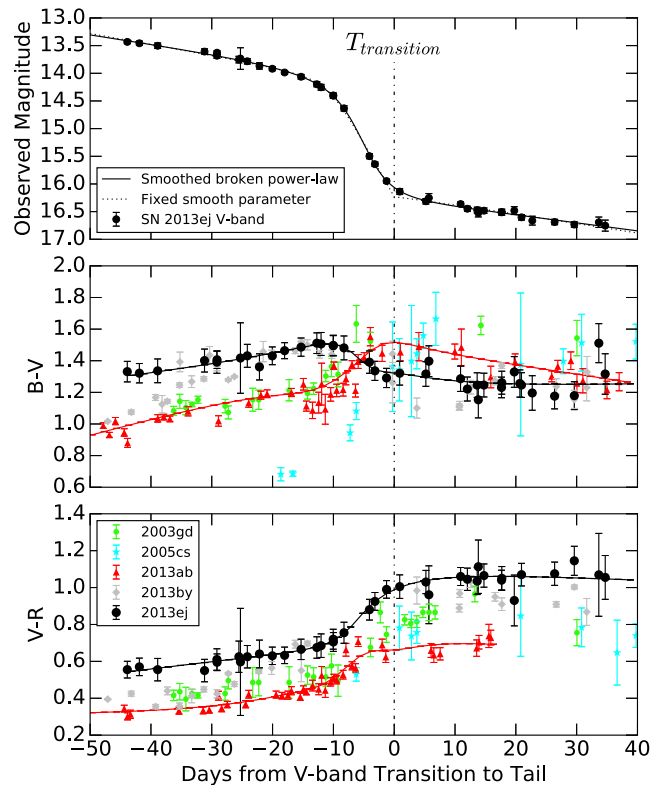 T_transition
Observed Magnitude
13.0
13.5
14.0
14.5
15.0
15.5
16.0
16.5
17.0
Smoothed broken power-law
Fixed smooth parameter
SN 2013ej V-band
B-V
2.0
1.8
1.6
1.4
1.2
1.0
0.8
0.6
V-R
1.4
1.2
1.0
0.8
0.6
0.4
0.2
2003gd
2005cs
2013ab
2013by
2013ej
−50 −40 −30 −20 −10 0 10 20 30 40
Days from V-band Transition to Tail